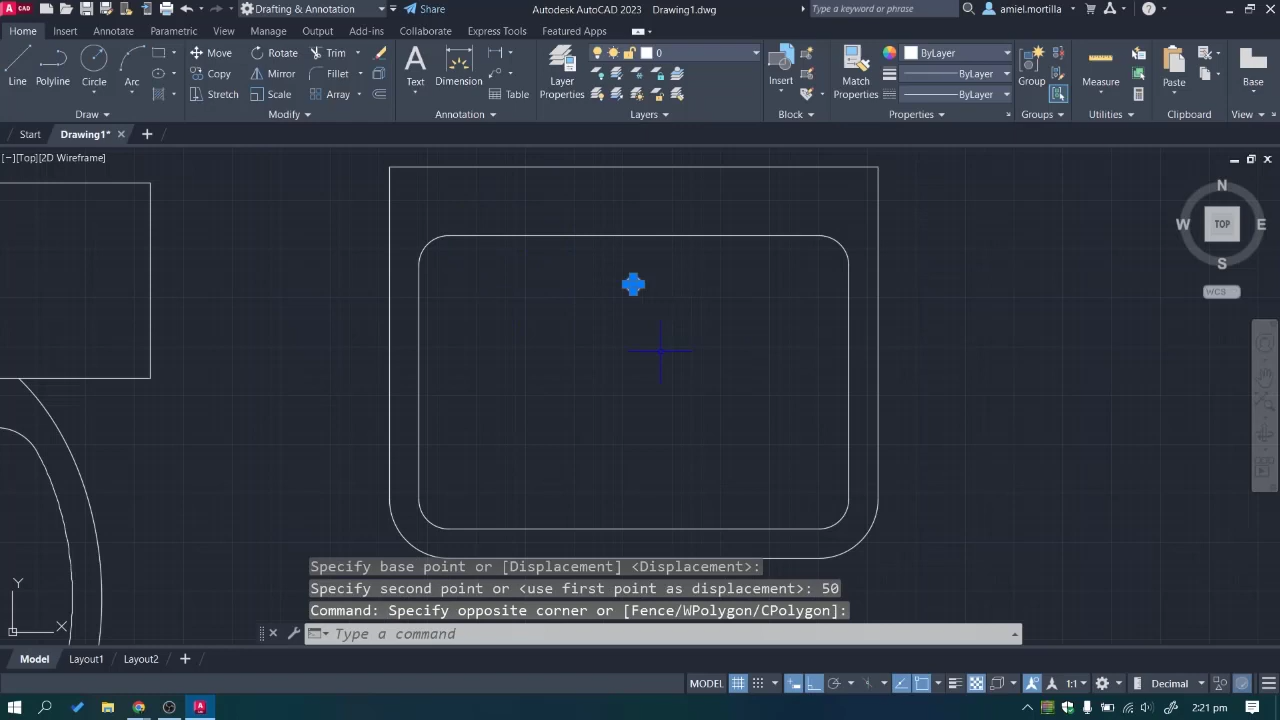 CAD
Drafting & Annotation
Share
Autodesk AutoCAD 2023 Drawing1.dwg
Type a keyword or phrase
amiel.mortilla
Home Insert Annotate Parametric View Manage Output Add-ins Collaborate Express Tools Featured Apps
Line Polyline Circle Arc
Move Rotate Trim
Copy Mirror Fillet
Stretch Scale Array
Text Dimension Table
Layer Properties
0
Insert
Match Properties
ByLayer
ByLayer
ByLayer
Group
Measure
Paste
Base
Draw Modify Annotation Layers Block Properties Groups Utilities Clipboard View
Start Drawing1*
[−][Top][2D Wireframe]
N
W TOP E
S
WCS
Y
X
Specify base point or [Displacement] <Displacement>:
Specify second point or <use first point as displacement>: 50
Command: Specify opposite corner or [Fence/WPolygon/CPolygon]:
Type a command
Model Layout1 Layout2
MODEL 1:1 Decimal
2:21 pm